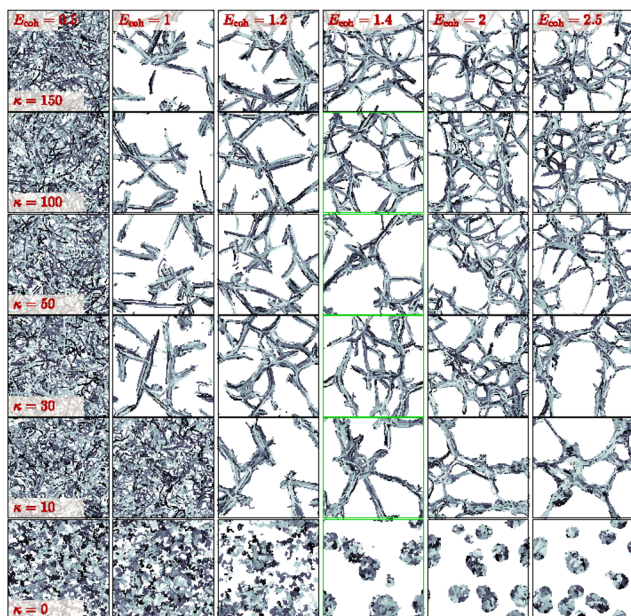 E_coh = 0.5 E_coh = 1 E_coh = 1.2 E_coh = 1.4 E_coh = 2 E_coh = 2.5
κ = 150
κ = 100
κ = 50
κ = 30
κ = 10
κ = 0